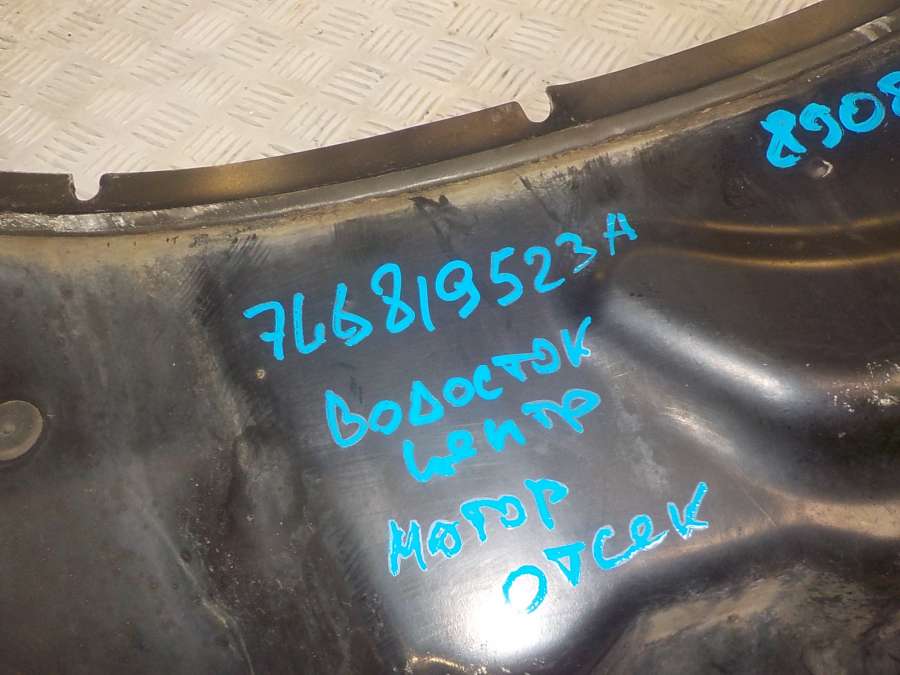 8908
7L6819523A
Водосток
центр
мотор
отсек